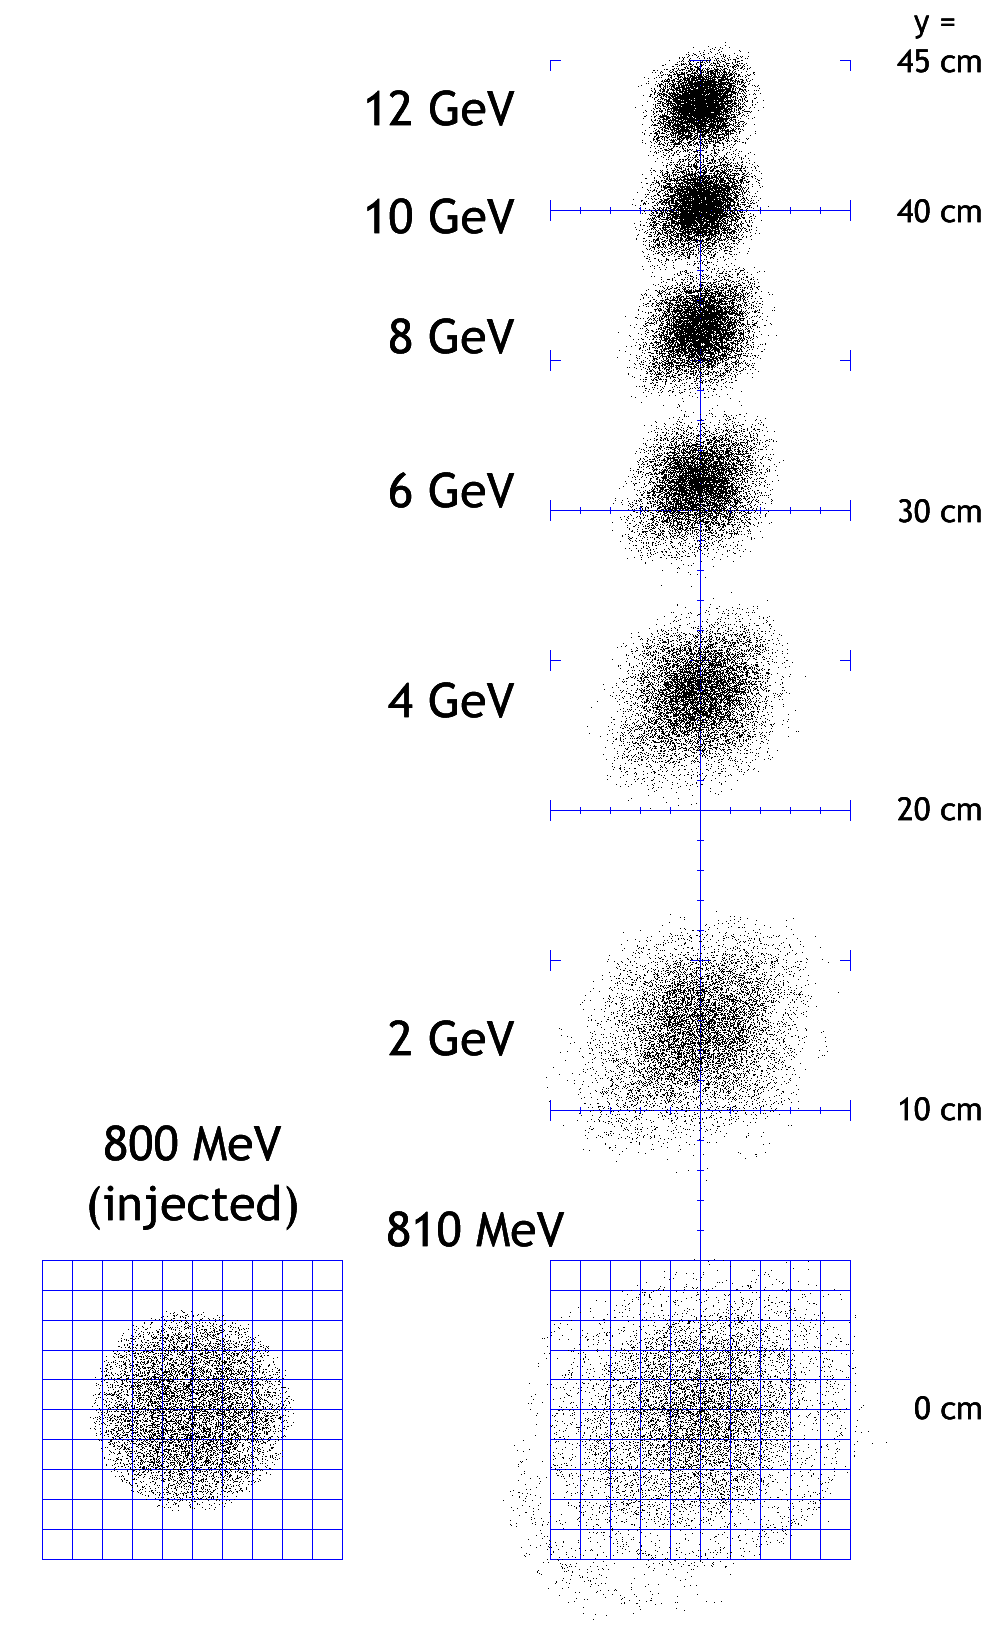 y =
45 cm
12 GeV
10 GeV
40 cm
8 GeV
6 GeV
30 cm
4 GeV
20 cm
2 GeV
10 cm
800 MeV
(injected)
810 MeV
0 cm